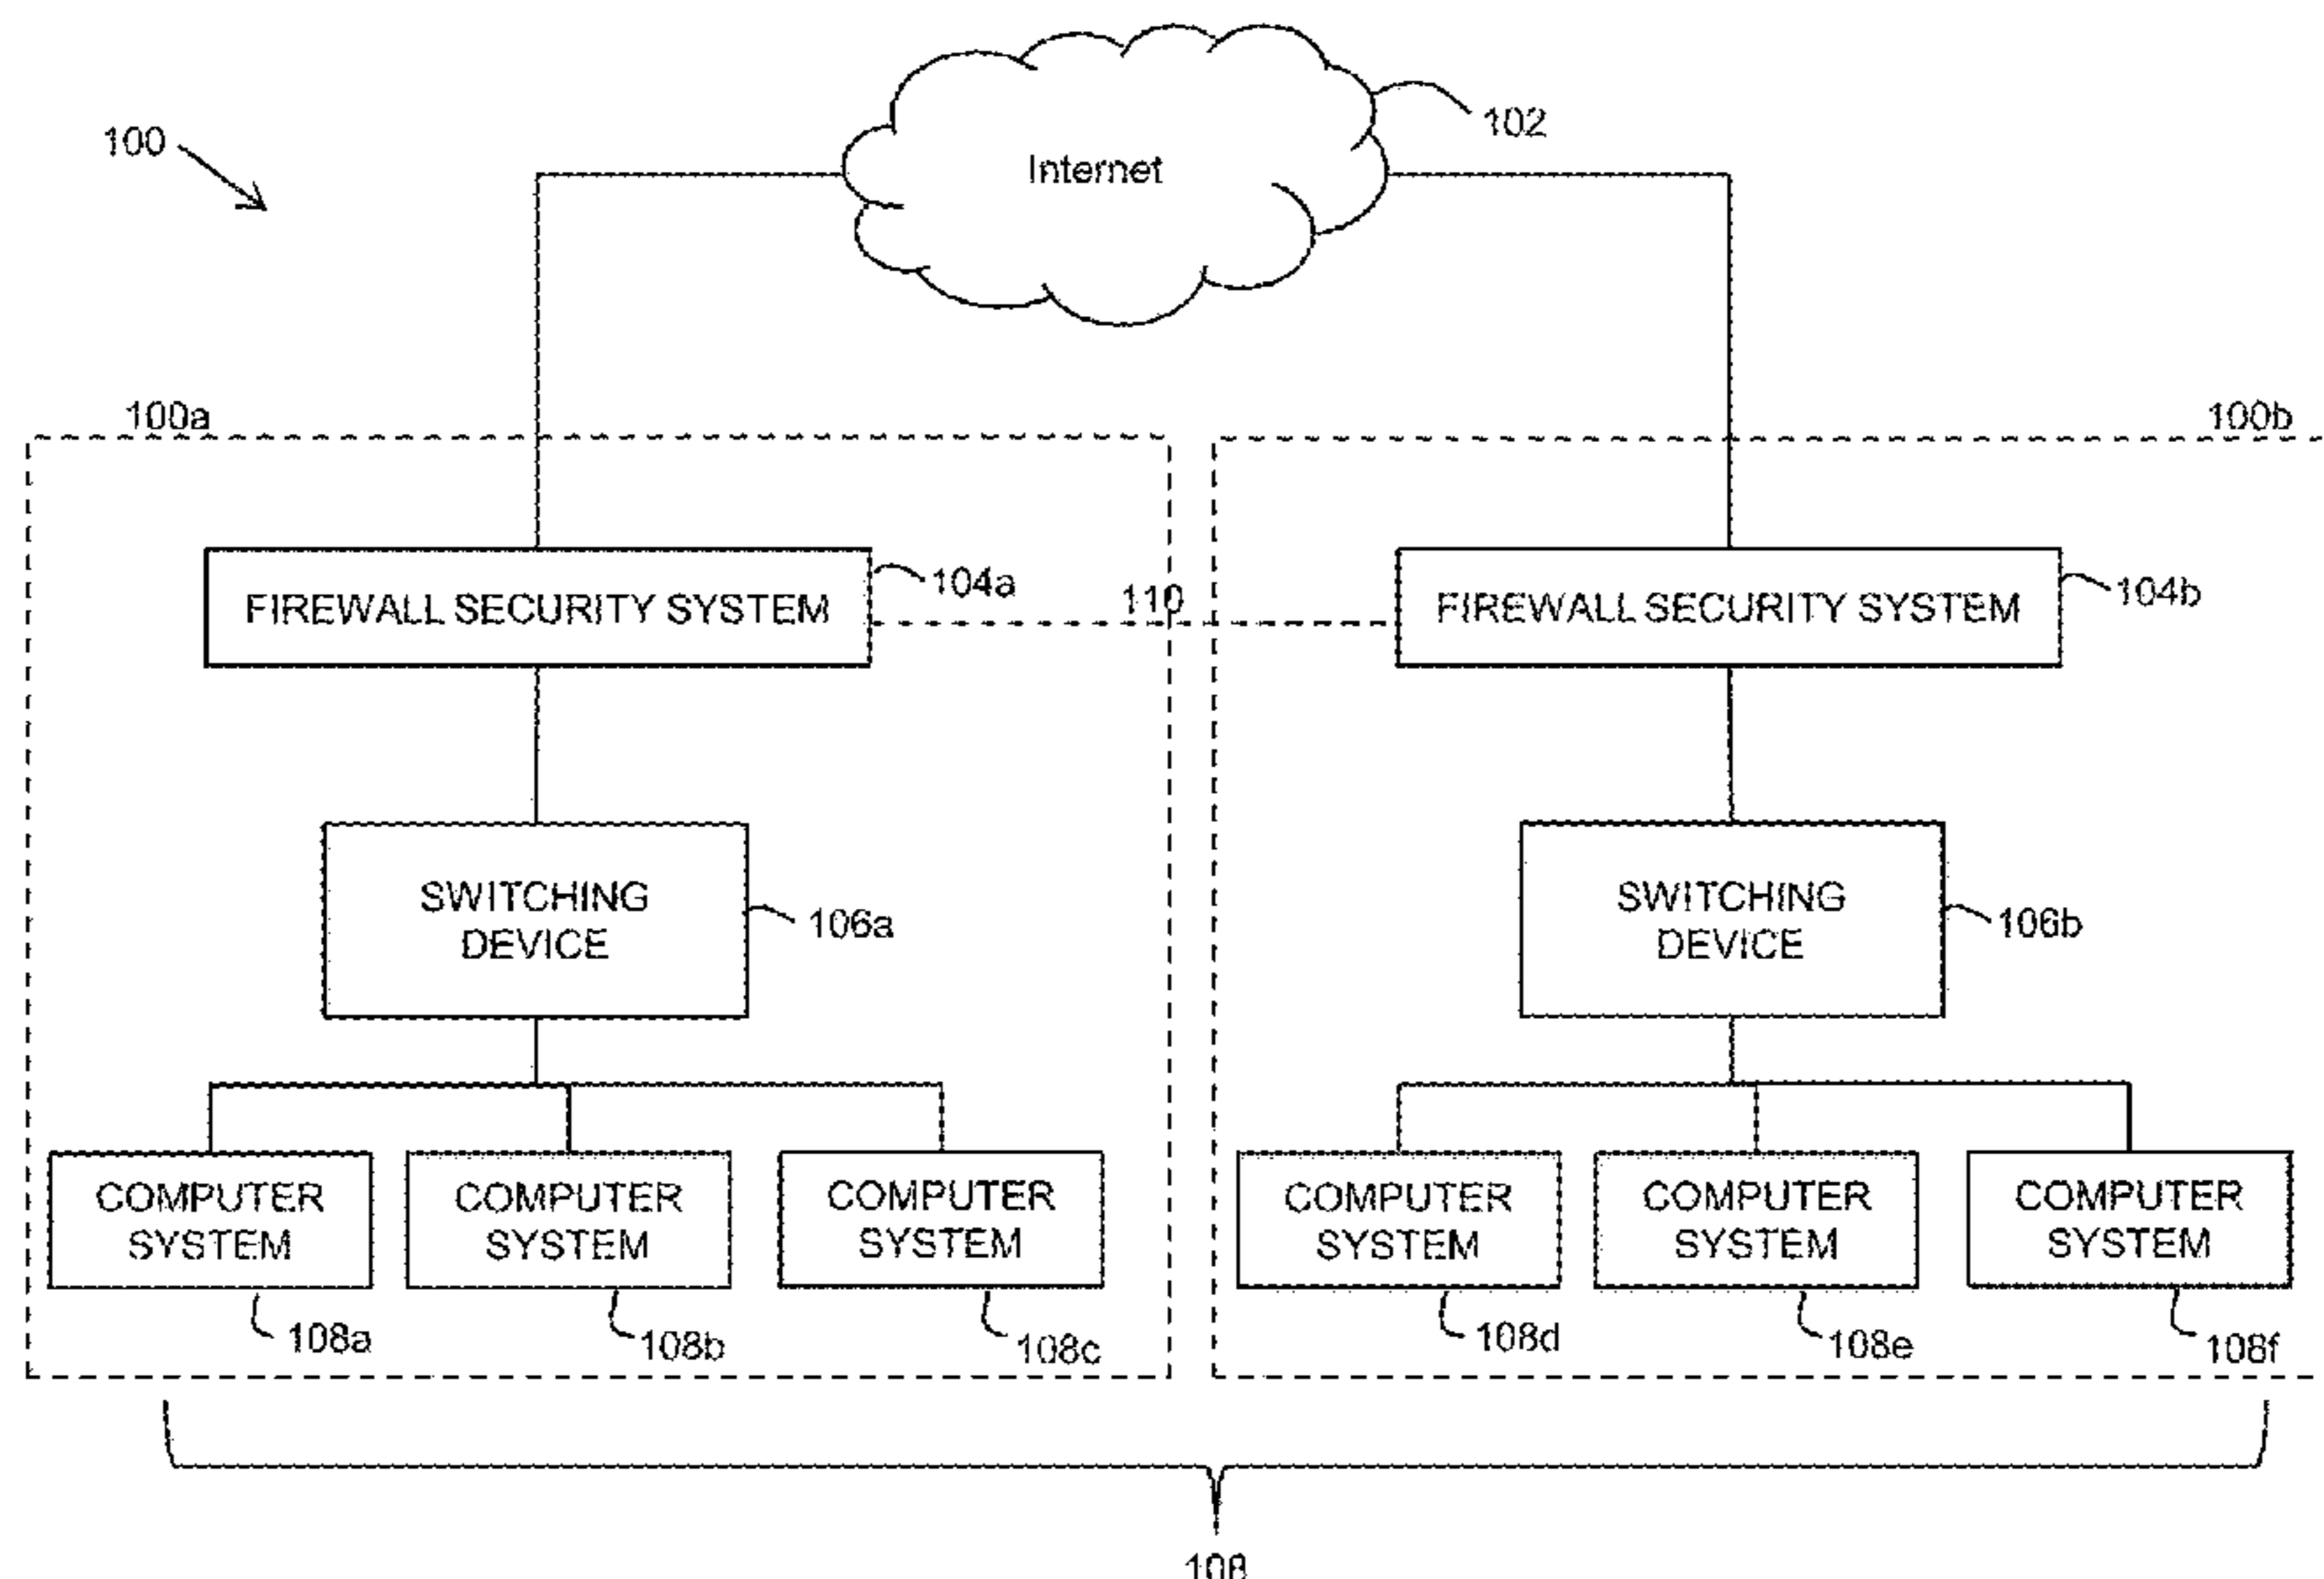 100
102
Internet
100a
100b
FIREWALL SECURITY SYSTEM
104a
110
FIREWALL SECURITY SYSTEM
104b
SWITCHING
DEVICE
106a
SWITCHING
DEVICE
106b
COMPUTER
SYSTEM
COMPUTER
SYSTEM
COMPUTER
SYSTEM
COMPUTER
SYSTEM
COMPUTER
SYSTEM
COMPUTER
SYSTEM
108a
108b
108c
108d
108e
108f
108